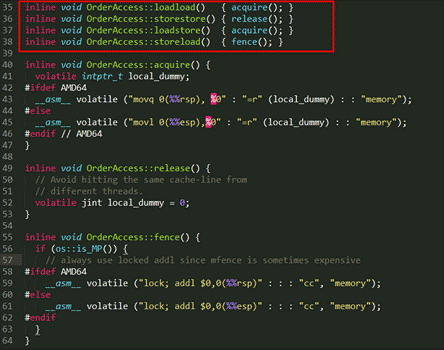 35 inline void OrderAccess::loadload()   { acquire(); }
36 inline void OrderAccess::storestore() { release(); }
37 inline void OrderAccess::loadstore()  { acquire(); }
38 inline void OrderAccess::storeload()  { fence(); }
39
40 inline void OrderAccess::acquire() {
41   volatile intptr_t local_dummy;
42 #ifdef AMD64
43   __asm__ volatile ("movq 0(%%rsp), %0" : "=r" (local_dummy) : : "memory");
44 #else
45   __asm__ volatile ("movl 0(%%esp),%0" : "=r" (local_dummy) : : "memory");
46 #endif // AMD64
47 }
48
49 inline void OrderAccess::release() {
50   // Avoid hitting the same cache-line from
51   // different threads.
52   volatile jint local_dummy = 0;
53 }
54
55 inline void OrderAccess::fence() {
56   if (os::is_MP()) {
57     // always use locked addl since mfence is sometimes expensive
58 #ifdef AMD64
59     __asm__ volatile ("lock; addl $0,0(%%rsp)" : : : "cc", "memory");
60 #else
61     __asm__ volatile ("lock; addl $0,0(%%esp)" : : : "cc", "memory");
62 #endif
63   }
64 }